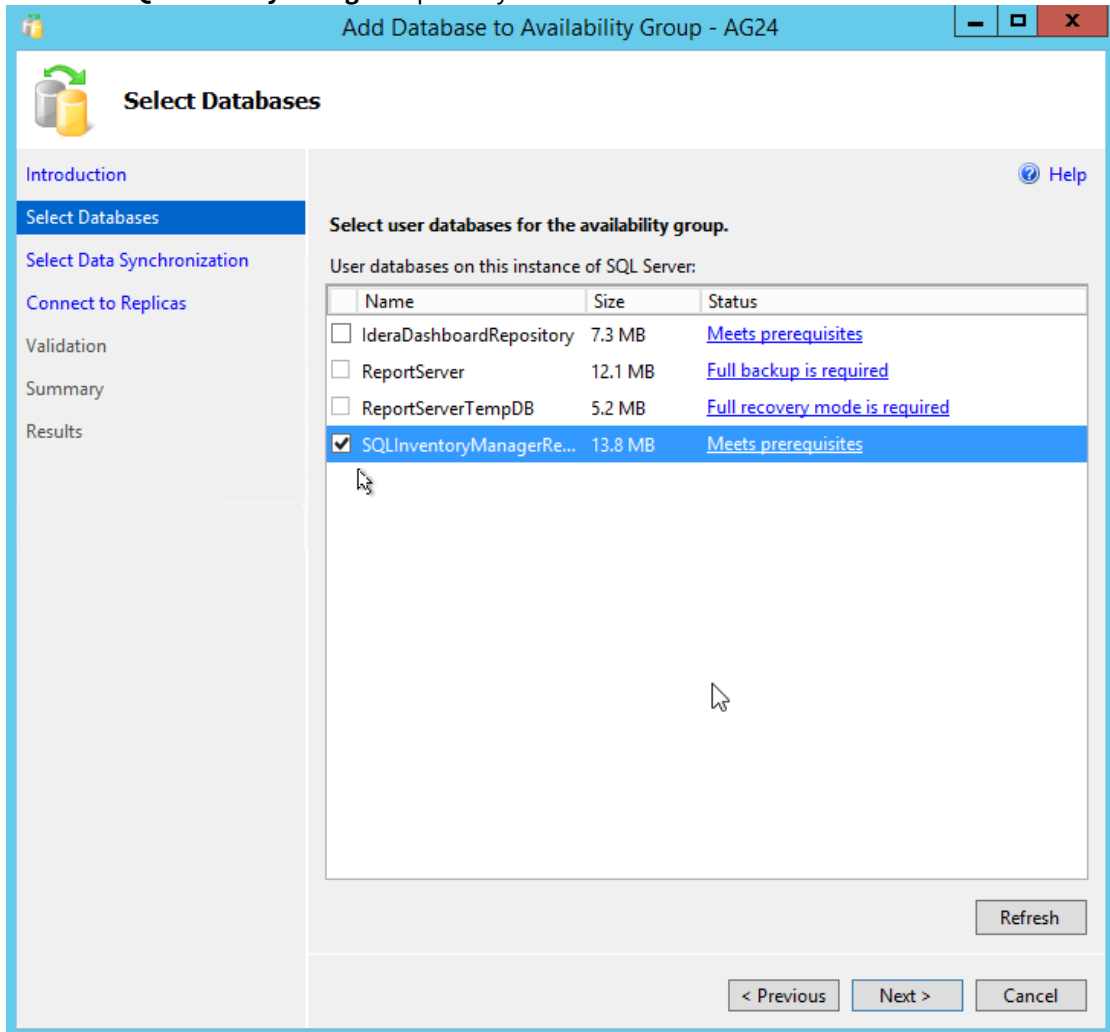 Add Database to Availability Group - AG24
Select Databases
Introduction
Help
Select Databases
Select user databases for the availability group.
Select Data Synchronization
User databases on this instance of SQL Server:
Connect to Replicas
Name Size Status
IderaDashboardRepository 7.3 MB Meets prerequisites
Validation
ReportServer 12.1 MB Full backup is required
Summary
ReportServerTempDB 5.2 MB Full recovery mode is required
Results
SQLInventoryManagerRe... 13.8 MB Meets prerequisites
Refresh
< Previous Next > Cancel